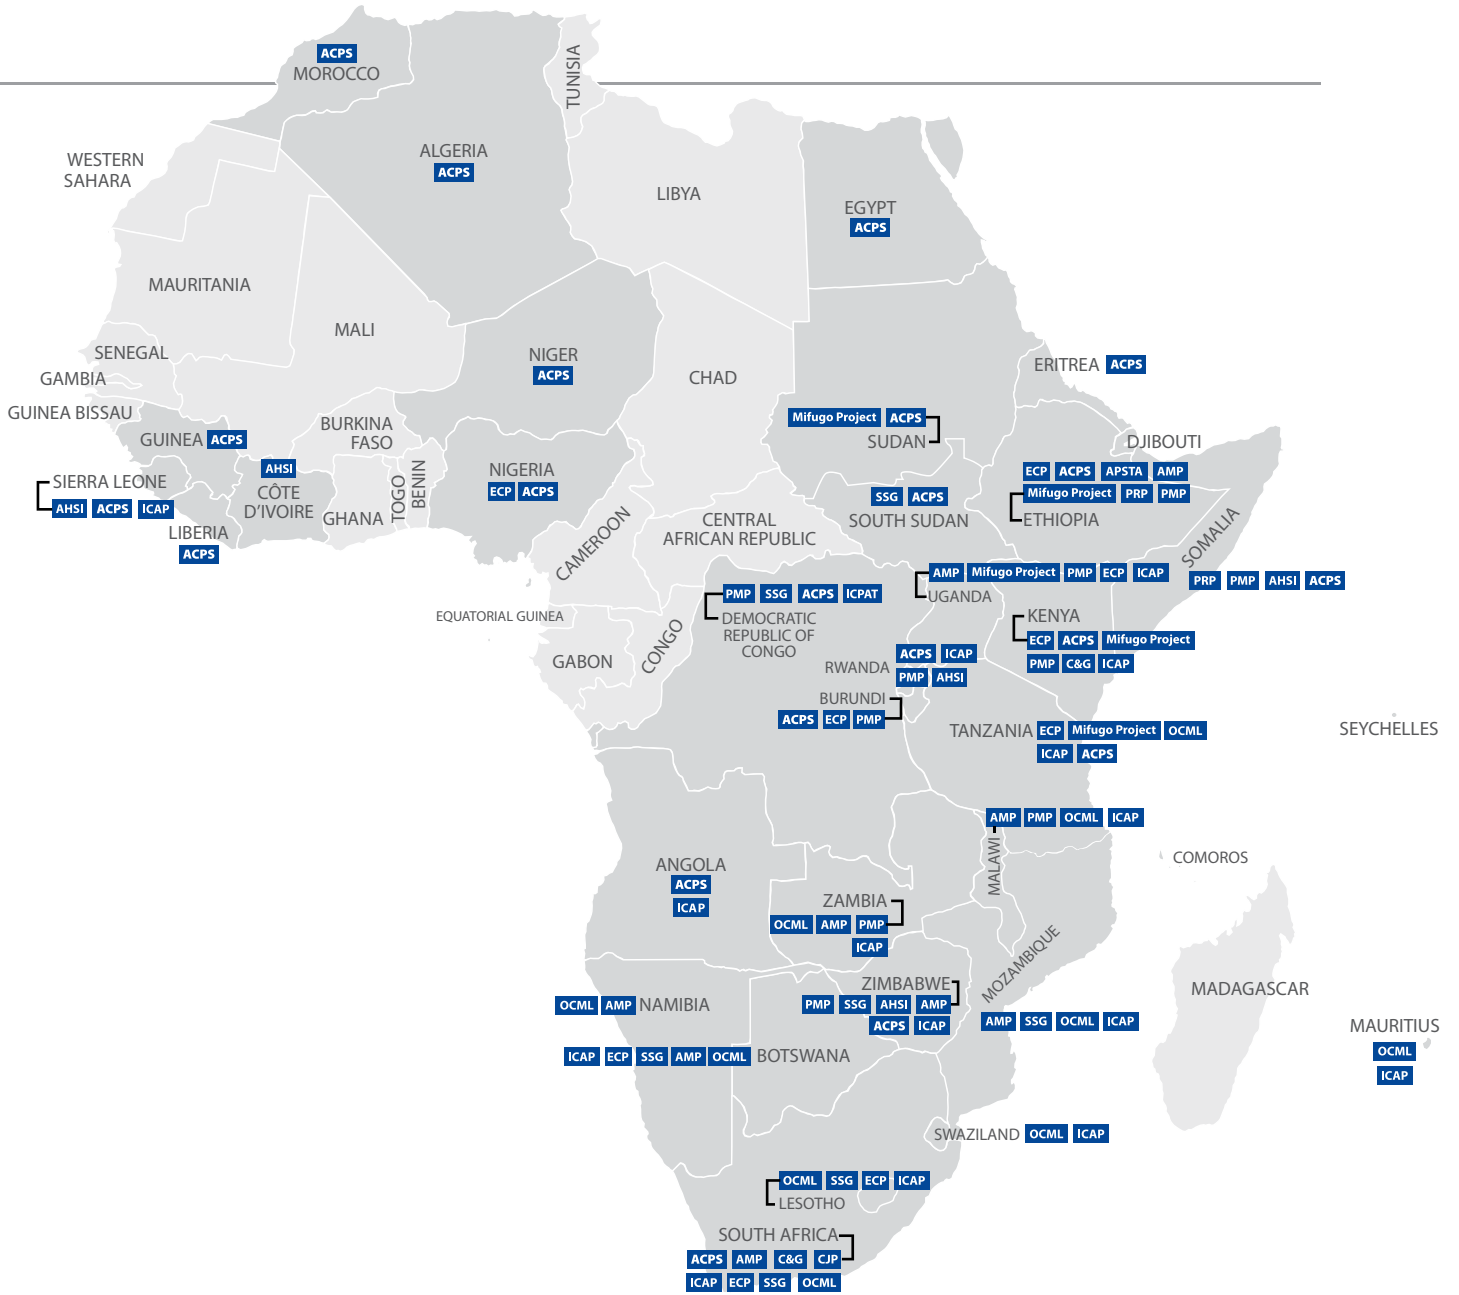 ACPS
MOROCCO
TUNISIA
ALGERIA
ACPS
WESTERN
SAHARA
LIBYA
EGYPT
ACPS
MAURITANIA
MALI
NIGER
ACPS
CHAD
SENEGAL
GAMBIA
GUINEA BISSAU
ERITREA ACPS
BURKINA
FASO
GUINEA ACPS
Mifugo Project ACPS
SUDAN
DJIBOUTI
AHSI
CÔTE
D'IVOIRE
SIERRA LEONE
AHSI ACPS ICAP
LIBERIA
ACPS
GHANA
TOGO
BENIN
NIGERIA
ECP ACPS
CAMEROON
SSG ACPS
SOUTH SUDAN
CENTRAL
AFRICAN REPUBLIC
ECP ACPS APSTA AMP
Mifugo Project PRP PMP
ETHIOPIA
SOMALIA
PRP PMP AHSI ACPS
AMP Mifugo Project PMP ECP ICAP
UGANDA
EQUATORIAL GUINEA
GABON
CONGO
PMP SSG ACPS ICPAT
DEMOCRATIC
REPUBLIC OF
CONGO
KENYA
ECP ACPS Mifugo Project
PMP C&G ICAP
RWANDA
ACPS ICAP
PMP AHSI
BURUNDI
ACPS ECP PMP
TANZANIA ECP Mifugo Project OCML
ICAP ACPS
SEYCHELLES
AMP PMP OCML ICAP
MALAWI
COMOROS
ANGOLA
ACPS
ICAP
ZAMBIA
OCML AMP PMP
ICAP
MOZAMBIQUE
AMP SSG OCML ICAP
ZIMBABWE
PMP SSG AHSI AMP
ACPS ICAP
MADAGASCAR
OCML AMP NAMIBIA
MAURITIUS
OCML
ICAP
ICAP ECP SSG AMP OCML BOTSWANA
SWAZILAND OCML ICAP
OCML SSG ECP ICAP
LESOTHO
SOUTH AFRICA
ACPS AMP C&G CJP
ICAP ECP SSG OCML